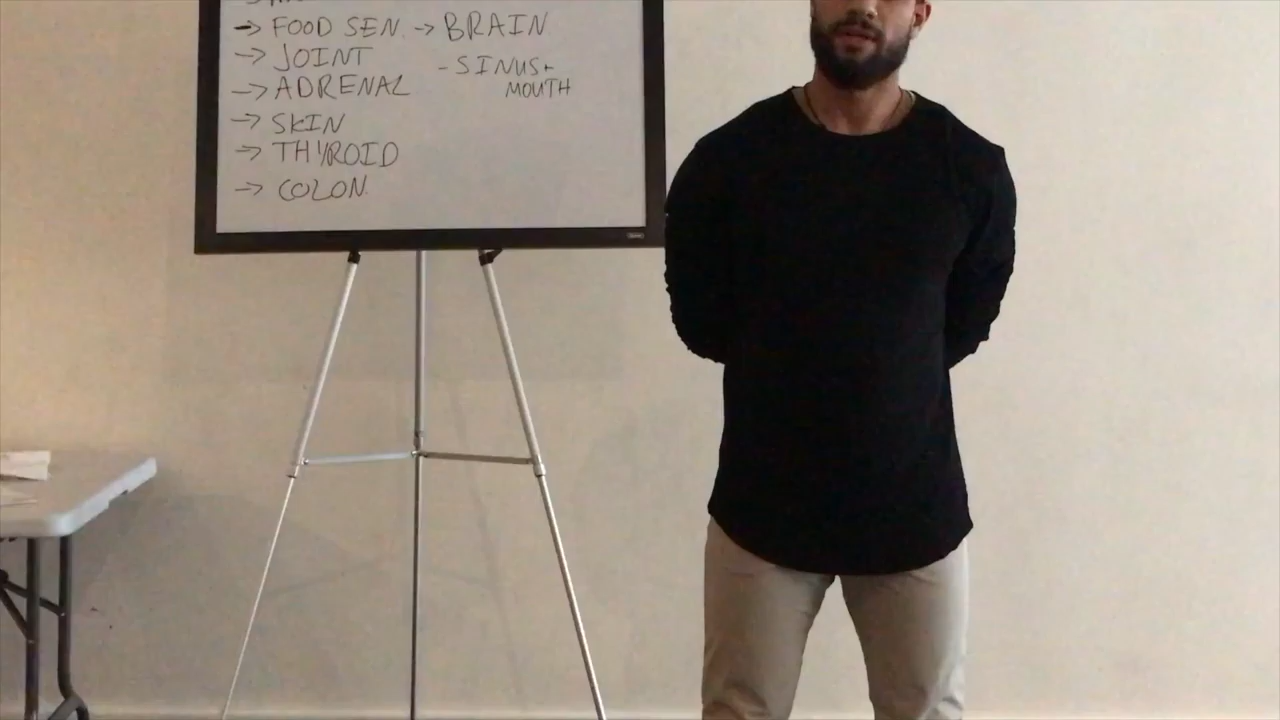 → FOOD SEN. → BRAIN
→ JOINT
- SINUS+
→ ADRENAL
MOUTH
→ SKIN
→ THYROID
→ COLON